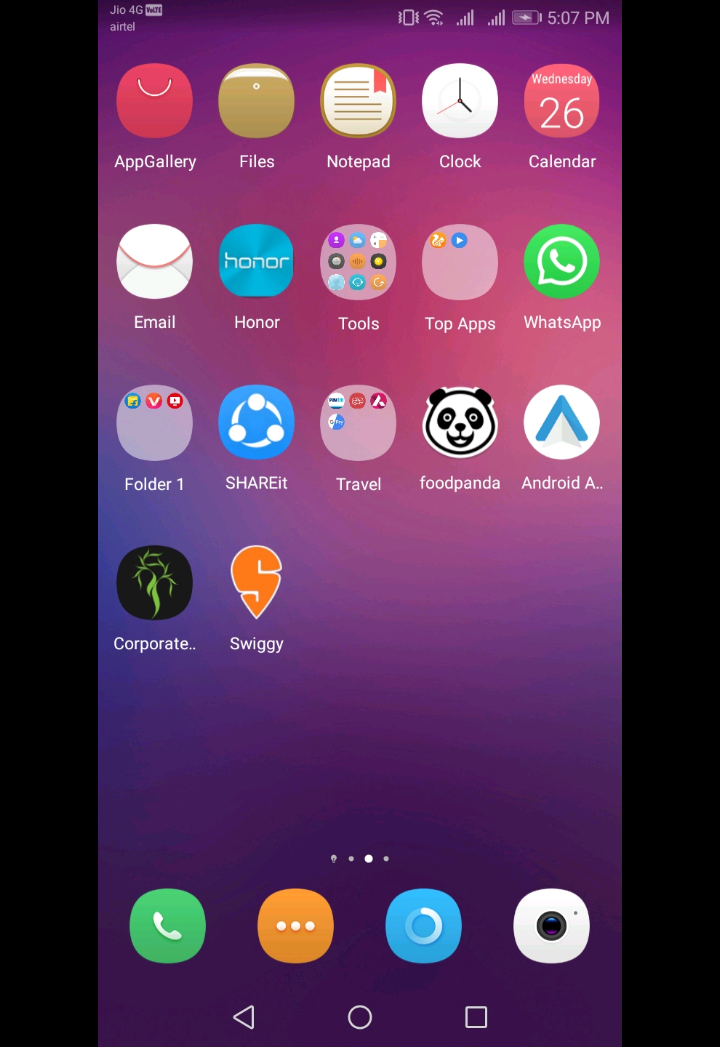 Jio 4G VoLTE
airtel
5:07 PM
Wednesday
26
AppGallery
Files
Notepad
Clock
Calendar
honor
Email
Honor
Tools
Top Apps
WhatsApp
Folder 1
SHAREit
Travel
foodpanda
Android A..
Corporate..
Swiggy